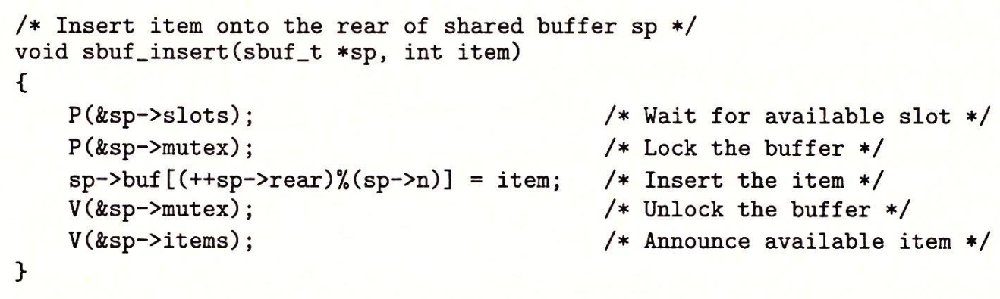 /* Insert item onto the rear of shared buffer sp */
void sbuf_insert(sbuf_t *sp, int item)
{
    P(&sp->slots);                          /* Wait for available slot */
    P(&sp->mutex);                          /* Lock the buffer */
    sp->buf[(++sp->rear)%(sp->n)] = item;   /* Insert the item */
    V(&sp->mutex);                          /* Unlock the buffer */
    V(&sp->items);                          /* Announce available item */
}